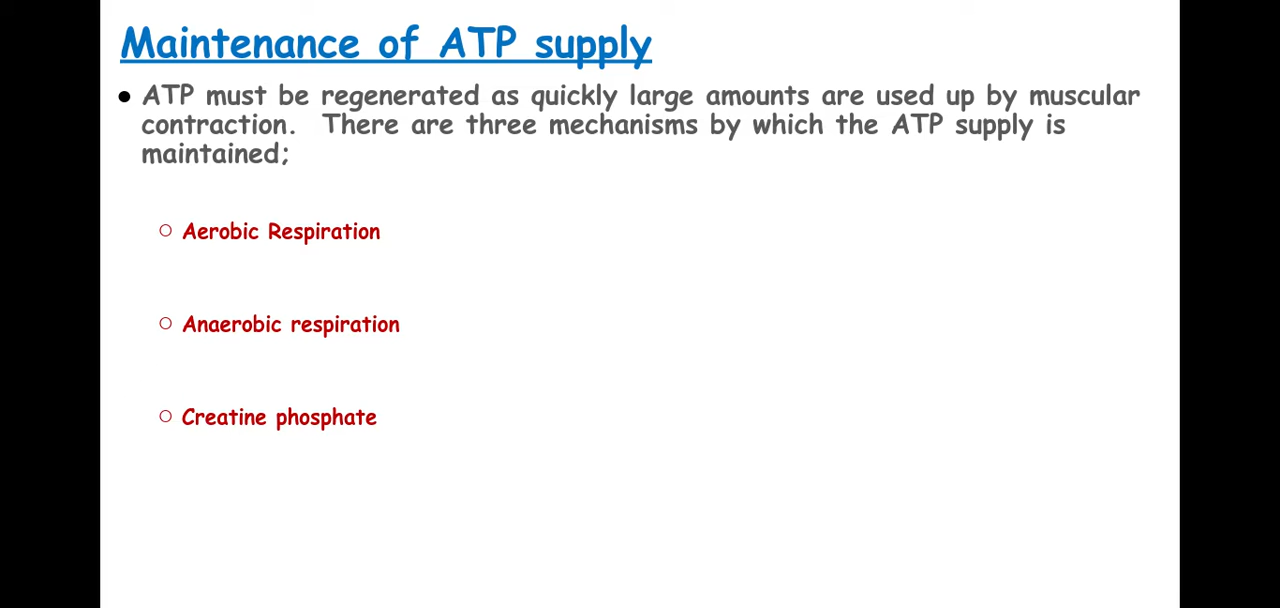 Maintenance of ATP supply
● ATP must be regenerated as quickly large amounts are used up by muscular
contraction.  There are three mechanisms by which the ATP supply is
maintained;
○ Aerobic Respiration
○ Anaerobic respiration
○ Creatine phosphate